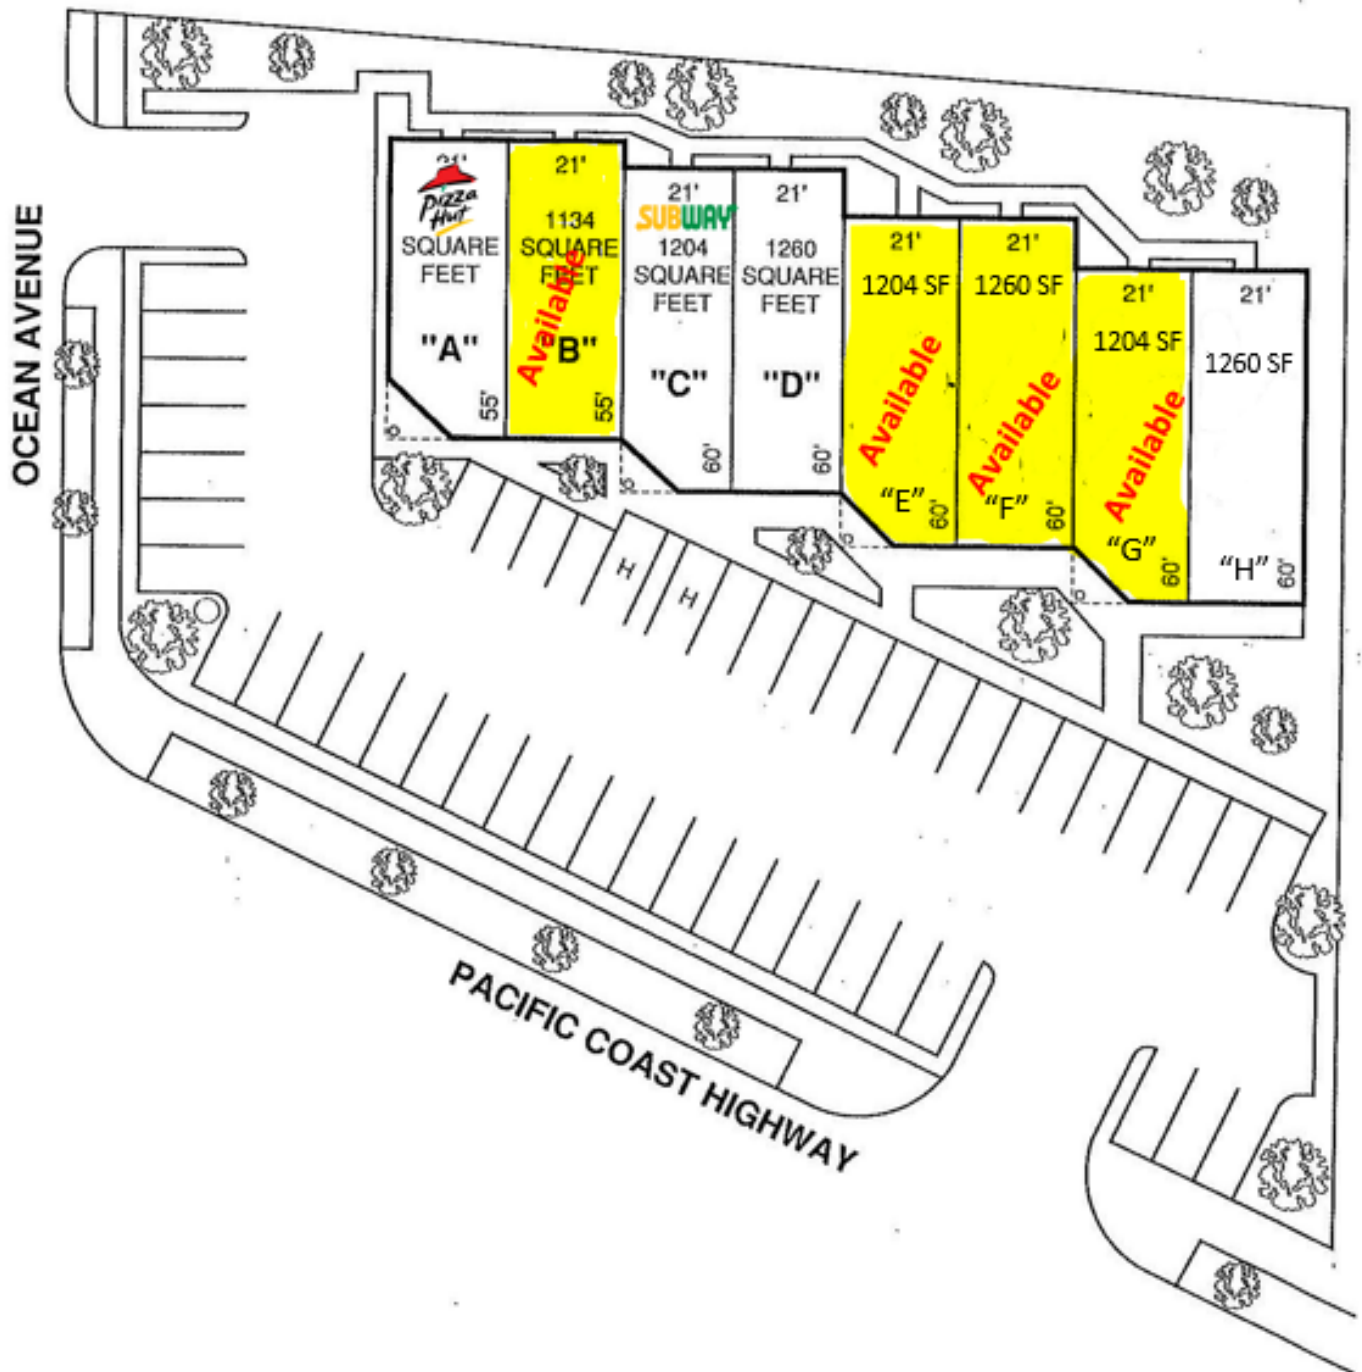 OCEAN AVENUE
Pizza
Hut
SQUARE
FEET
"A"
55'
21'
1134
SQUARE
FEET
Available
"B"
55'
21'
SUBWAY
1204
SQUARE
FEET
"C"
60'
21'
1260
SQUARE
FEET
"D"
60'
21'
1204 SF
Available
“E”
60'
21'
1260 SF
Available
“F”
60'
21'
1204 SF
Available
“G”
60'
21'
1260 SF
“H”
60'
H
H
PACIFIC COAST HIGHWAY